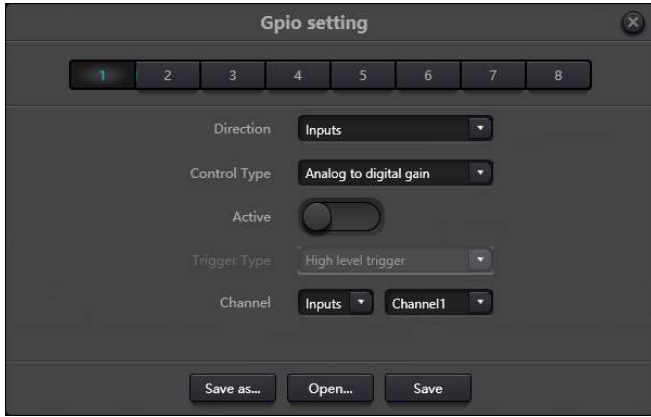 Gpio setting
1 2 3 4 5 6 7 8
Direction Inputs
Control Type Analog to digital gain
Active
Trigger Type High level trigger
Channel Inputs Channel1
Save as... Open... Save